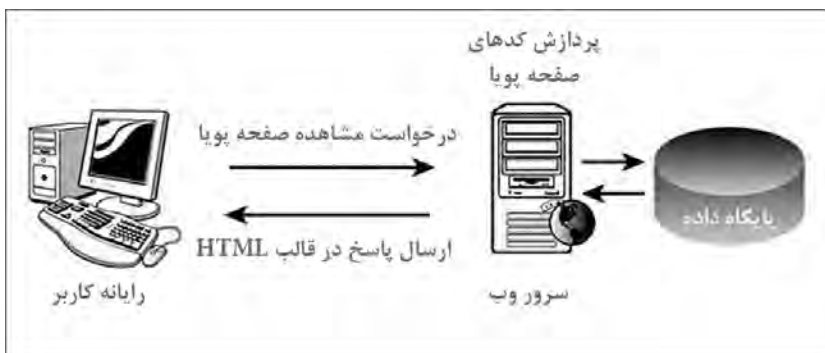 پردازش کدهای
صفحه پویا
درخواست مشاهده صفحه پویا
ارسال پاسخ در قالب HTML
پایگاه داده
رایانه کاربر
سرور وب